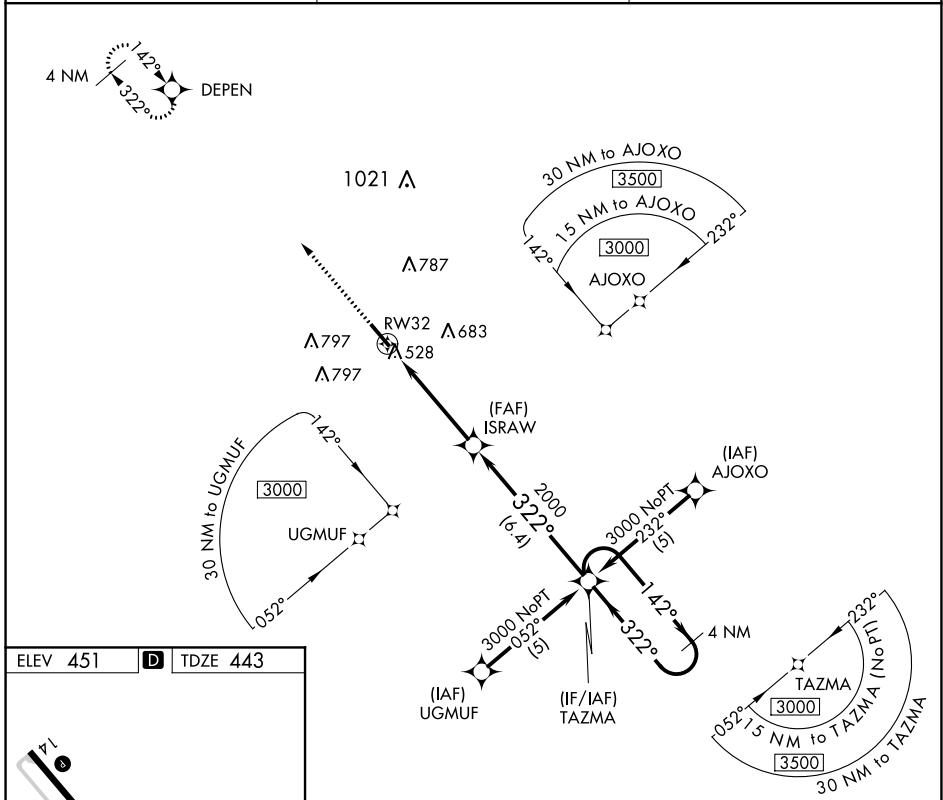 142°
4 NM
322°
DEPEN
30 NM to AJOXO
3500
15 NM to AJOXO
142°
3000
232°
AJOXO
1021
787
RW32
683
797
528
797
(FAF)
ISRAW
142°
30 NM to UGMUF
3000
UGMUF
052°
(IAF)
AJOXO
2000
322°
(6.4)
3000 NoPT
232°
(5)
142°
322°
4 NM
3000 NoPT
052°
(5)
(IAF)
UGMUF
(IF/IAF)
TAZMA
232°
TAZMA
052°
3000
15 NM to TAZMA (NoPT)
3500
30 NM to TAZMA
ELEV 451
D
TDZE 443
14
P